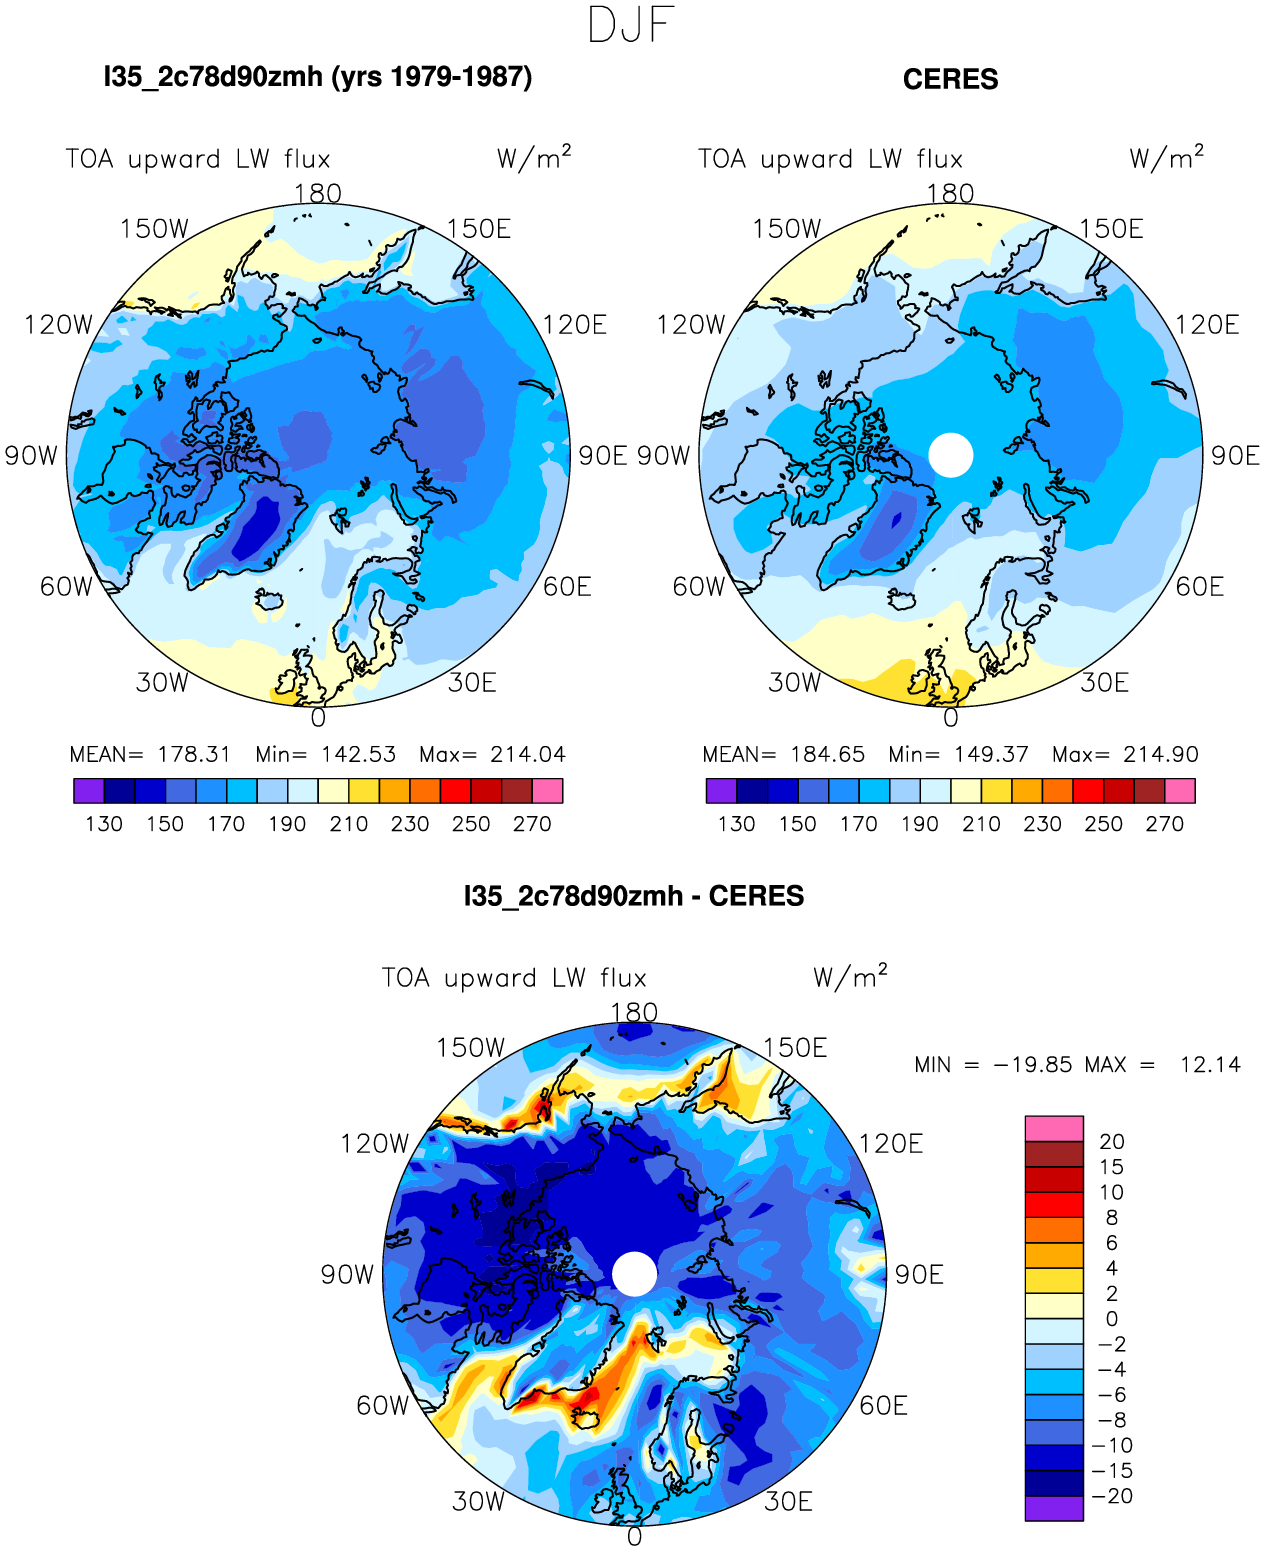 DJF
l35_2c78d90zmh (yrs 1979-1987)
CERES
TOA upward LW flux W/m²
TOA upward LW flux W/m²
180
150W 150E
120W 120E
90W 90E
60W 60E
30W 30E
0
180
150W 150E
120W 120E
90W 90E
60W 60E
30W 30E
0
MEAN= 178.31 Min= 142.53 Max= 214.04
MEAN= 184.65 Min= 149.37 Max= 214.90
130 150 170 190 210 230 250 270
130 150 170 190 210 230 250 270
l35_2c78d90zmh - CERES
TOA upward LW flux W/m²
180
150W 150E
120W 120E
90W 90E
60W 60E
30W 30E
0
MIN = −19.85 MAX = 12.14
20
15
10
8
6
4
2
0
−2
−4
−6
−8
−10
−15
−20